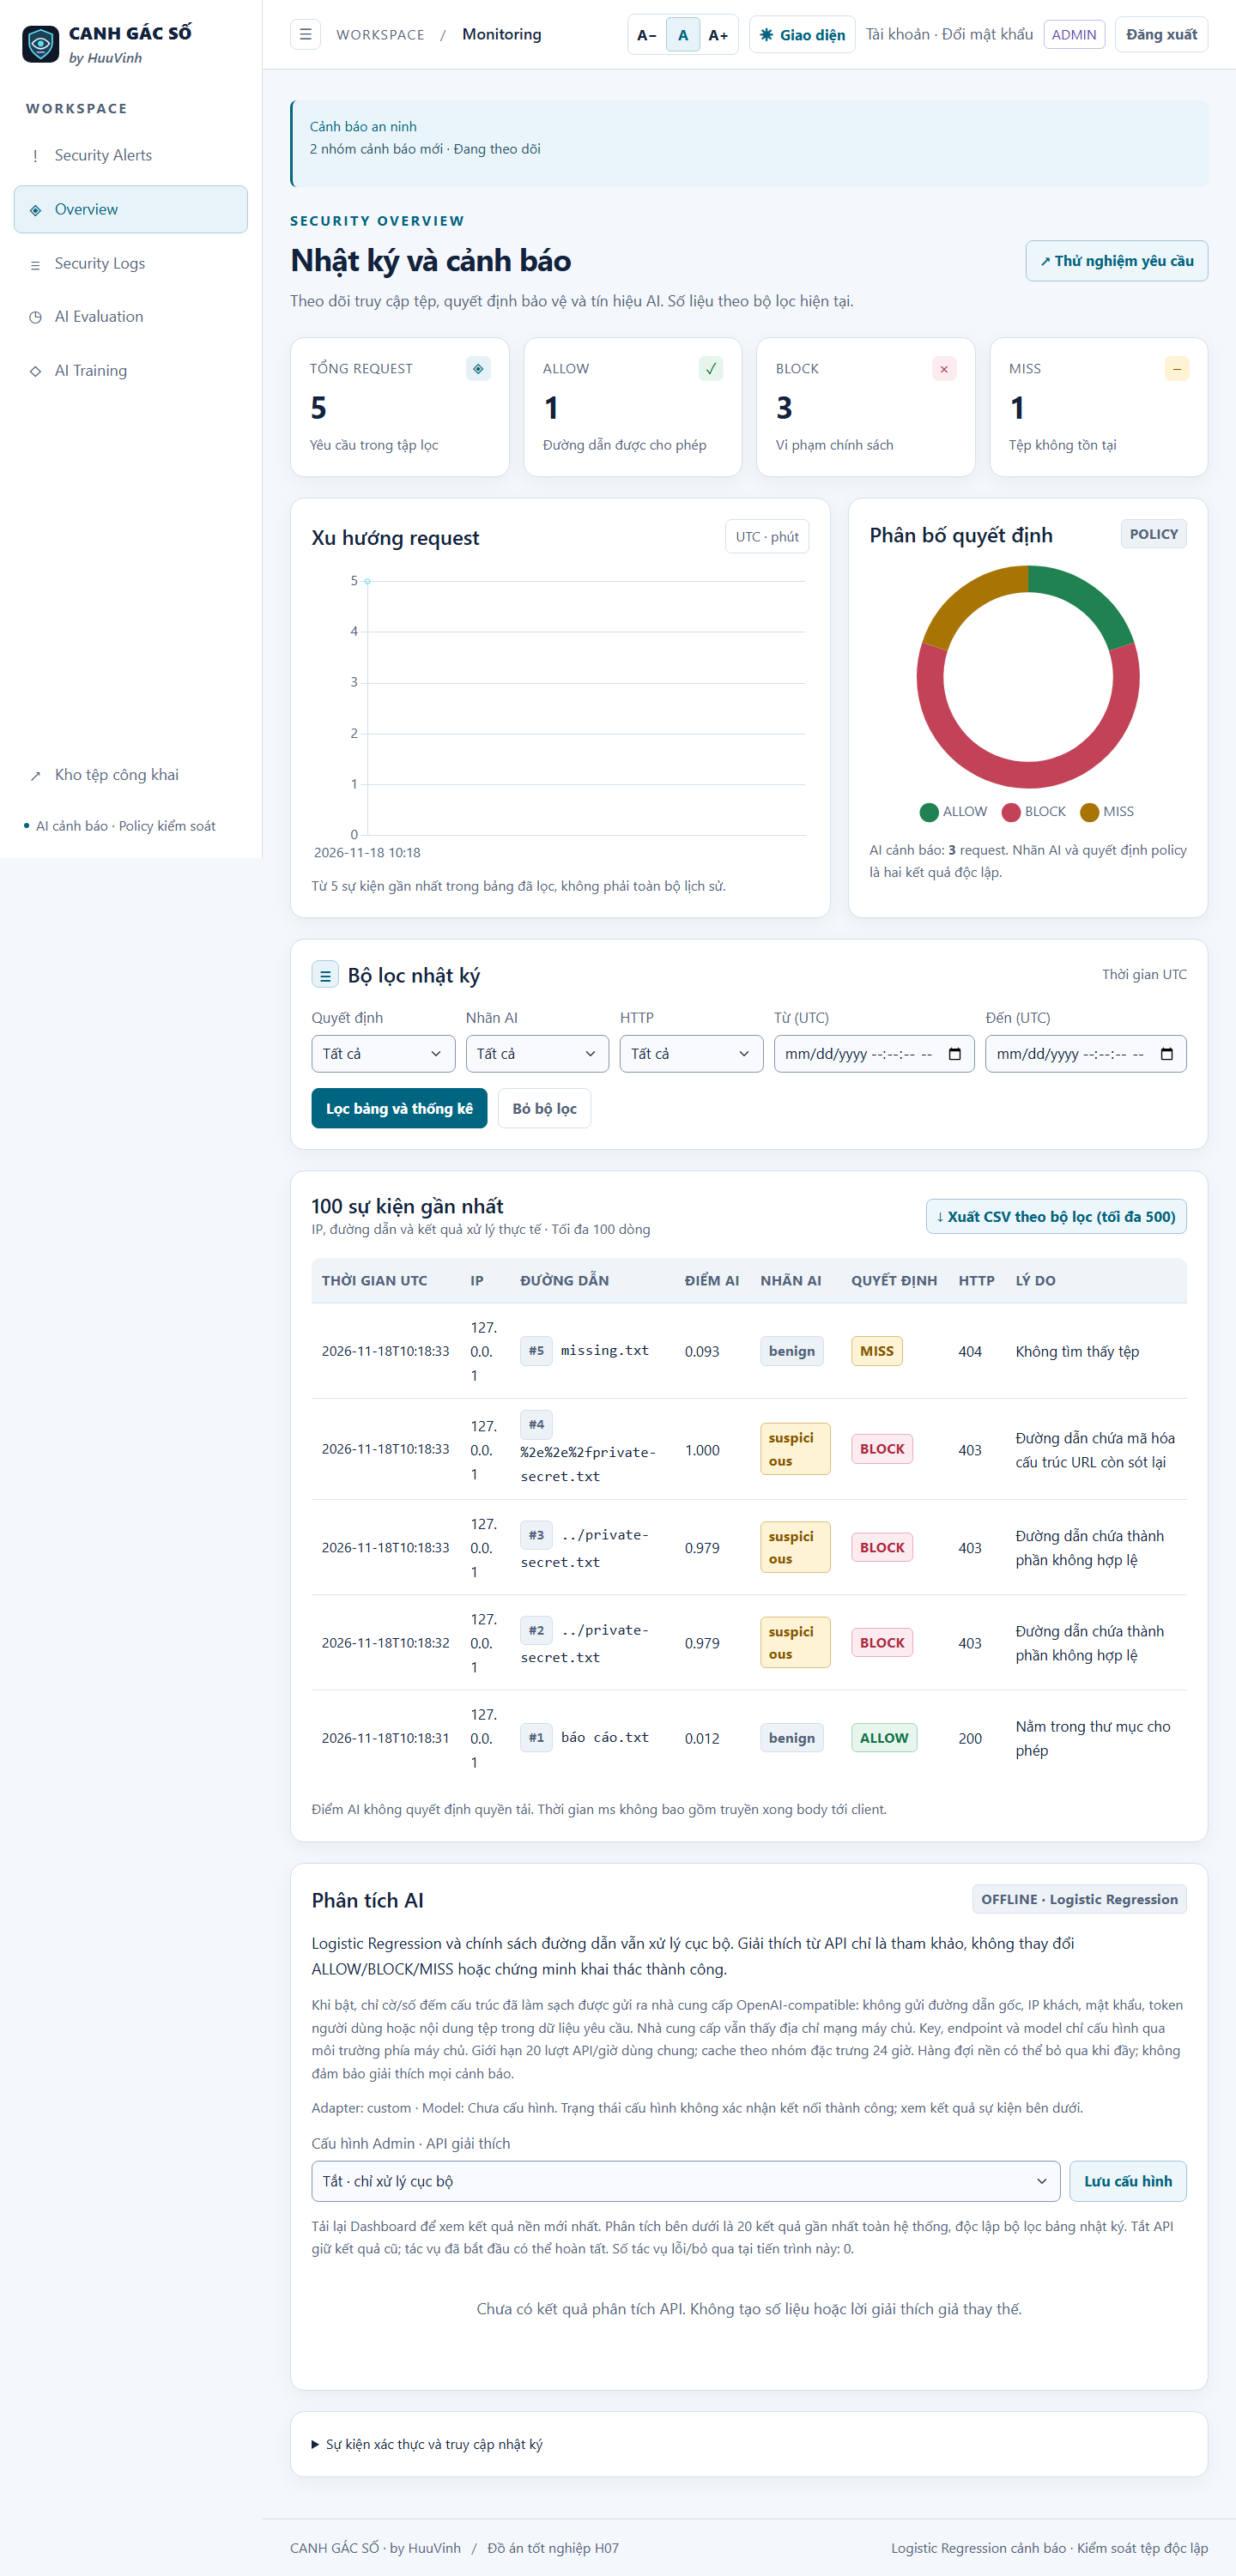 CANH GÁC SỐ
by HuuVinh
WORKSPACE
! Security Alerts
Overview
Security Logs
AI Evaluation
AI Training
Kho tệp công khai
AI cảnh báo · Policy kiểm soát
WORKSPACE / Monitoring
A− A A+
Giao diện
Tài khoản · Đổi mật khẩu
ADMIN
Đăng xuất
Cảnh báo an ninh
2 nhóm cảnh báo mới · Đang theo dõi
SECURITY OVERVIEW
Nhật ký và cảnh báo
↗ Thử nghiệm yêu cầu
Theo dõi truy cập tệp, quyết định bảo vệ và tín hiệu AI. Số liệu theo bộ lọc hiện tại.
TỔNG REQUEST
5
Yêu cầu trong tập lọc
ALLOW
1
Đường dẫn được cho phép
BLOCK
3
Vi phạm chính sách
MISS
1
Tệp không tồn tại
Xu hướng request
UTC · phút
5
4
3
2
1
0
2026-11-18 10:18
Từ 5 sự kiện gần nhất trong bảng đã lọc, không phải toàn bộ lịch sử.
Phân bố quyết định
POLICY
ALLOW BLOCK MISS
AI cảnh báo: 3 request. Nhãn AI và quyết định policy
là hai kết quả độc lập.
Bộ lọc nhật ký
Thời gian UTC
Quyết định Nhãn AI HTTP Từ (UTC) Đến (UTC)
Tất cả Tất cả Tất cả mm/dd/yyyy --:--:-- -- mm/dd/yyyy --:--:-- --
Lọc bảng và thống kê
Bỏ bộ lọc
100 sự kiện gần nhất
IP, đường dẫn và kết quả xử lý thực tế · Tối đa 100 dòng
↓ Xuất CSV theo bộ lọc (tối đa 500)
THỜI GIAN UTC IP ĐƯỜNG DẪN ĐIỂM AI NHÃN AI QUYẾT ĐỊNH HTTP LÝ DO
2026-11-18T10:18:33 127.0.0.1 #5 missing.txt 0.093 benign MISS 404 Không tìm thấy tệp
2026-11-18T10:18:33 127.0.0.1 #4 %2e%2e%2fprivate-secret.txt 1.000 suspicious BLOCK 403 Đường dẫn chứa mã hóa cấu trúc URL còn sót lại
2026-11-18T10:18:33 127.0.0.1 #3 ../private-secret.txt 0.979 suspicious BLOCK 403 Đường dẫn chứa thành phần không hợp lệ
2026-11-18T10:18:32 127.0.0.1 #2 ../private-secret.txt 0.979 suspicious BLOCK 403 Đường dẫn chứa thành phần không hợp lệ
2026-11-18T10:18:31 127.0.0.1 #1 báo cáo.txt 0.012 benign ALLOW 200 Nằm trong thư mục cho phép
Điểm AI không quyết định quyền tải. Thời gian ms không bao gồm truyền xong body tới client.
Phân tích AI
OFFLINE · Logistic Regression
Logistic Regression và chính sách đường dẫn vẫn xử lý cục bộ. Giải thích từ API chỉ là tham khảo, không thay đổi
ALLOW/BLOCK/MISS hoặc chứng minh khai thác thành công.
Khi bật, chỉ cờ/số đếm cấu trúc đã làm sạch được gửi ra nhà cung cấp OpenAI-compatible: không gửi đường dẫn gốc, IP khách, mật khẩu, token
người dùng hoặc nội dung tệp trong dữ liệu yêu cầu. Nhà cung cấp vẫn thấy địa chỉ mạng máy chủ. Key, endpoint và model chỉ cấu hình qua
môi trường phía máy chủ. Giới hạn 20 lượt API/giờ dùng chung; cache theo nhóm đặc trưng 24 giờ. Hàng đợi nền có thể bỏ qua khi đầy; không
đảm bảo giải thích mọi cảnh báo.
Adapter: custom · Model: Chưa cấu hình. Trạng thái cấu hình không xác nhận kết nối thành công; xem kết quả sự kiện bên dưới.
Cấu hình Admin · API giải thích
Tắt · chỉ xử lý cục bộ
Lưu cấu hình
Tải lại Dashboard để xem kết quả nền mới nhất. Phân tích bên dưới là 20 kết quả gần nhất toàn hệ thống, độc lập bộ lọc bảng nhật ký. Tắt API
giữ kết quả cũ; tác vụ đã bắt đầu có thể hoàn tất. Số tác vụ lỗi/bỏ qua tại tiến trình này: 0.
Chưa có kết quả phân tích API. Không tạo số liệu hoặc lời giải thích giả thay thế.
▶ Sự kiện xác thực và truy cập nhật ký
CANH GÁC SỐ · by HuuVinh / Đồ án tốt nghiệp H07
Logistic Regression cảnh báo · Kiểm soát tệp độc lập